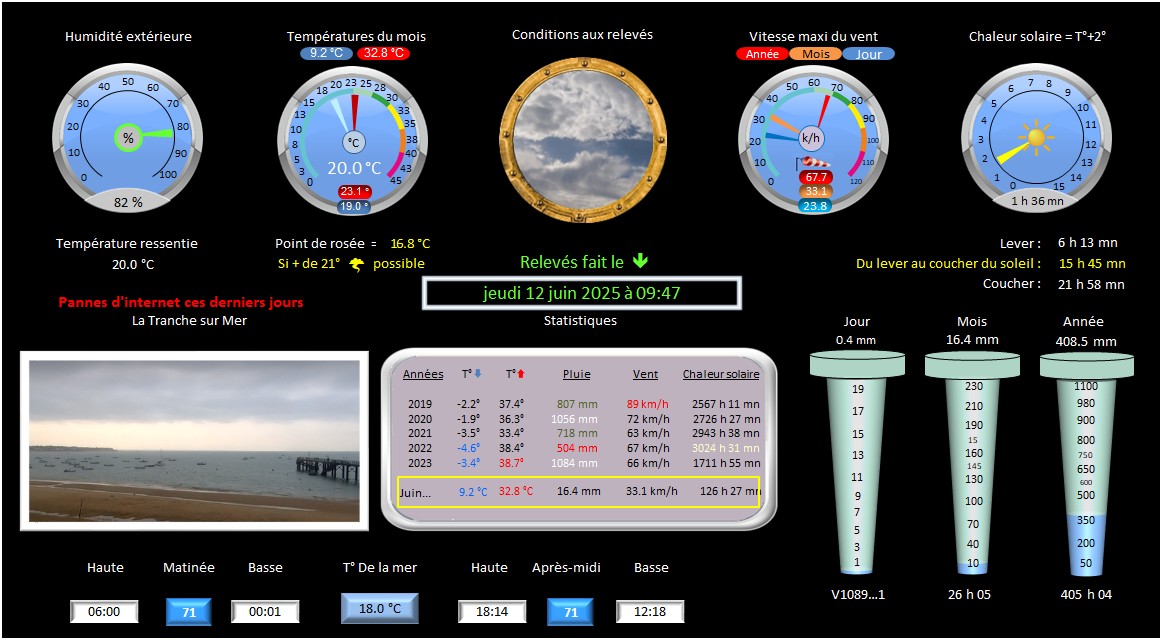 Humidité extérieure
Températures du mois
9.2 °C 32.8 °C
Conditions aux relevés
Vitesse maxi du vent
Année Mois Jour
Chaleur solaire = T°+2°
0 10 20 30 40 50 60 70 80 90 100
%
82 %
0 3 5 8 10 13 15 18 20 23 25 28 30 33 35 38 40 43 45
°C
20.0 °C
23.1 °
19.0 °
0 10 20 30 40 50 60 70 80 90 100 110 120
k/h
67.7
33.1
23.8
0 1 2 3 4 5 6 7 8 9 10 11 12 13 14 15
1 h 36 mn
Température ressentie
20.0 °C
Point de rosée = 16.8 °C
Si + de 21° possible
Relevés fait le
jeudi 12 juin 2025 à 09:47
Lever : 6 h 13 mn
Du lever au coucher du soleil : 15 h 45 mn
Coucher : 21 h 58 mn
Pannes d'internet ces derniers jours
La Tranche sur Mer
Statistiques
Années T° T° Pluie Vent Chaleur solaire
2019 -2.2° 37.4° 807 mm 89 km/h 2567 h 11 mn
2020 -1.9° 36.3° 1056 mm 72 km/h 2726 h 27 mn
2021 -3.5° 33.4° 718 mm 63 km/h 2943 h 38 mn
2022 -4.6° 38.4° 504 mm 67 km/h 3024 h 31 mn
2023 -3.4° 38.7° 1084 mm 66 km/h 1711 h 55 mn
Juin... 9.2 °C 32.8 °C 16.4 mm 33.1 km/h 126 h 27 mn
Jour
0.4 mm
19
17
15
13
11
9
7
5
3
1
V1089...1
Mois
16.4 mm
230
210
190
15
160
145
130
100
70
40
10
26 h 05
Année
408.5 mm
1100
980
900
800
750
650
600
500
350
200
50
405 h 04
Haute Matinée Basse
06:00 71 00:01
T° De la mer
18.0 °C
Haute Après-midi Basse
18:14 71 12:18